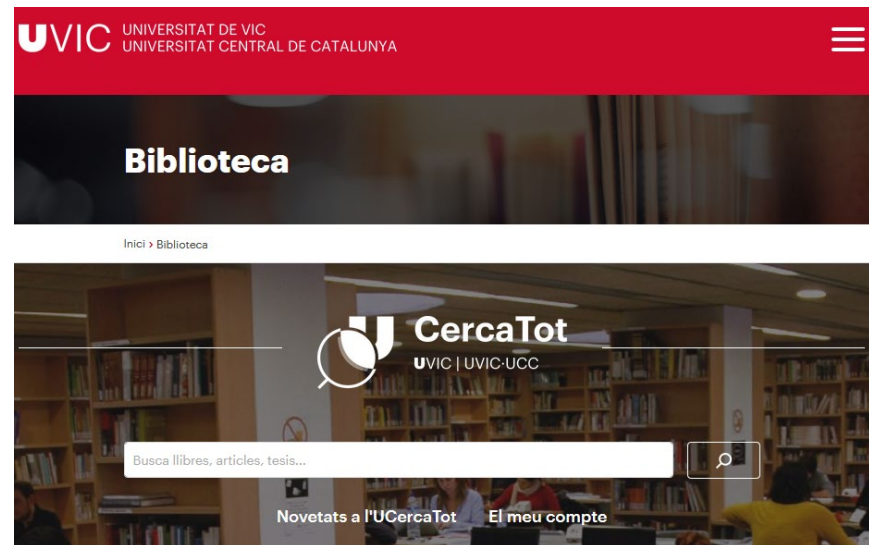 UVIC UNIVERSITAT DE VIC
UNIVERSITAT CENTRAL DE CATALUNYA
Biblioteca
Inici › Biblioteca
CercaTot
UVIC | UVIC·UCC
Busca llibres, articles, tesis...
Novetats a l'UCercaTot El meu compte